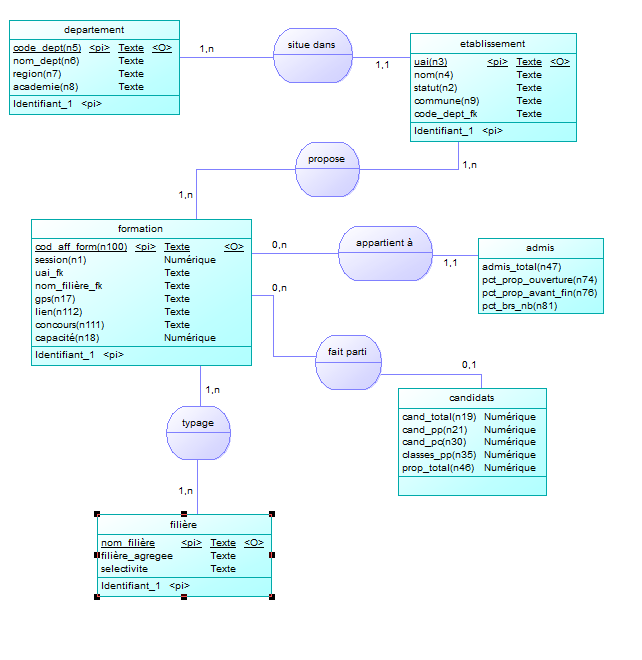 departement
code_dept(n5) <pi> Texte <O>
nom_dept(n6) Texte
region(n7) Texte
academie(n8) Texte
Identifiant_1 <pi>
1,n
situe dans
1,1
etablissement
uai(n3) <pi> Texte <O>
nom(n4) Texte
statut(n2) Texte
commune(n9) Texte
code_dept_fk Texte
Identifiant_1 <pi>
propose
1,n
1,n
formation
cod_aff_form(n100) <pi> Texte <O>
session(n1) Numérique
uai_fk Texte
nom_filière_fk Texte
gps(n17) Texte
lien(n112) Texte
concours(n111) Texte
capacité(n18) Numérique
Identifiant_1 <pi>
0,n
appartient à
1,1
admis
admis_total(n47)
pct_prop_ouverture(n74)
pct_prop_avant_fin(n76)
pct_brs_nb(n81)
0,n
fait parti
0,1
candidats
cand_total(n19) Numérique
cand_pp(n21) Numérique
cand_pc(n30) Numérique
classes_pp(n35) Numérique
prop_total(n46) Numérique
1,n
typage
1,n
filière
nom_filière <pi> Texte <O>
filière_agregee Texte
selectivite Texte
Identifiant_1 <pi>